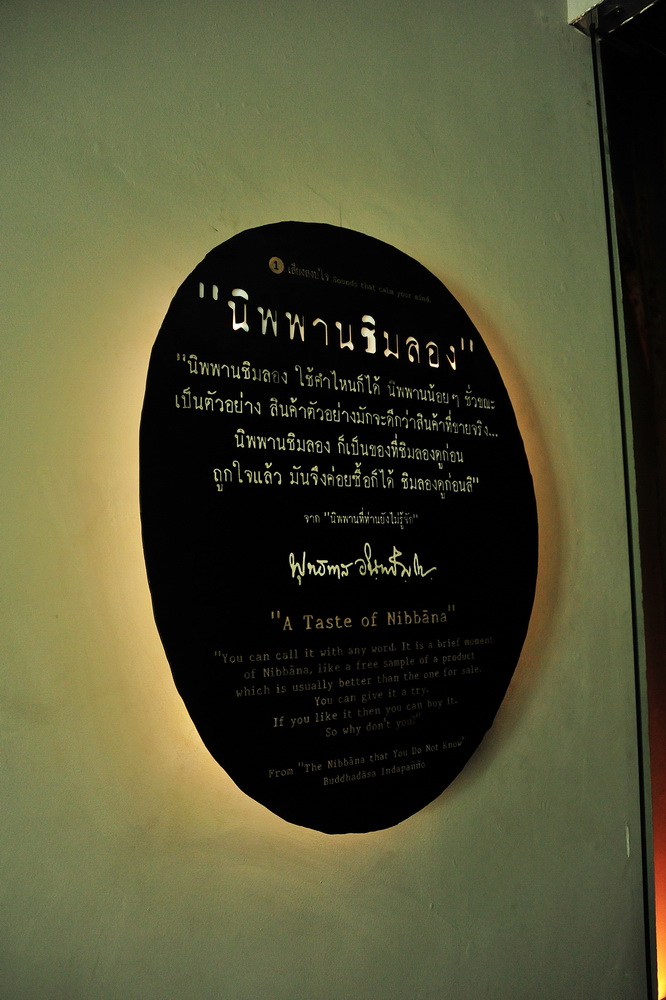 1 เสียงสงบใจ Sounds that calm your mind
"นิพพานชิมลอง"
"นิพพานชิมลอง ใช้คำไหนก็ได้ นิพพานน้อยๆ ชั่วขณะ
เป็นตัวอย่าง สินค้าตัวอย่างมักจะดีกว่าสินค้าที่ขายจริง...
นิพพานชิมลอง ก็เป็นของที่ชิมลองดูก่อน
ถูกใจแล้ว มันจึงค่อยซื้อก็ได้ ชิมลองดูก่อนสิ"
จาก "นิพพานที่ท่านยังไม่รู้จัก"
พุทธทาส อินทปัญโญ
"A Taste of Nibbāna"
"You can call it with any word. It is a brief moment
of Nibbāna, like a free sample of a product
which is usually better than the one for sale.
You can give it a try.
If you like it then you can buy it.
So why don't you?"
From "The Nibbāna that You Do Not Know"
Buddhadāsa Indapañño